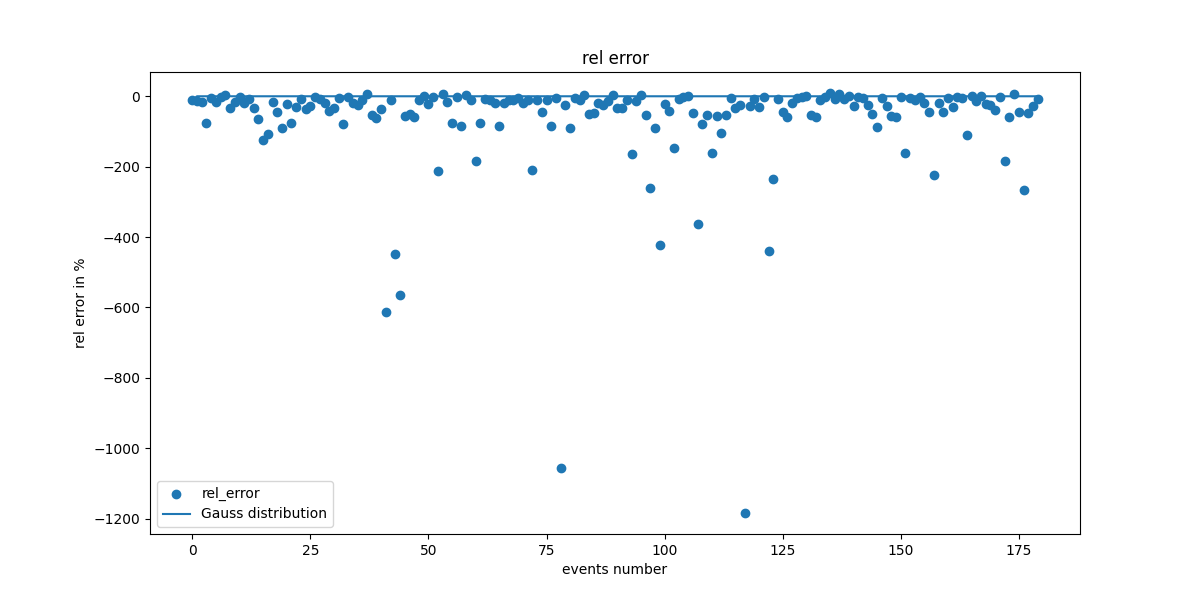 rel error
0
−200
−400
−600
−800
−1000
−1200
rel error in %
rel_error
Gauss distribution
0 25 50 75 100 125 150 175
events number